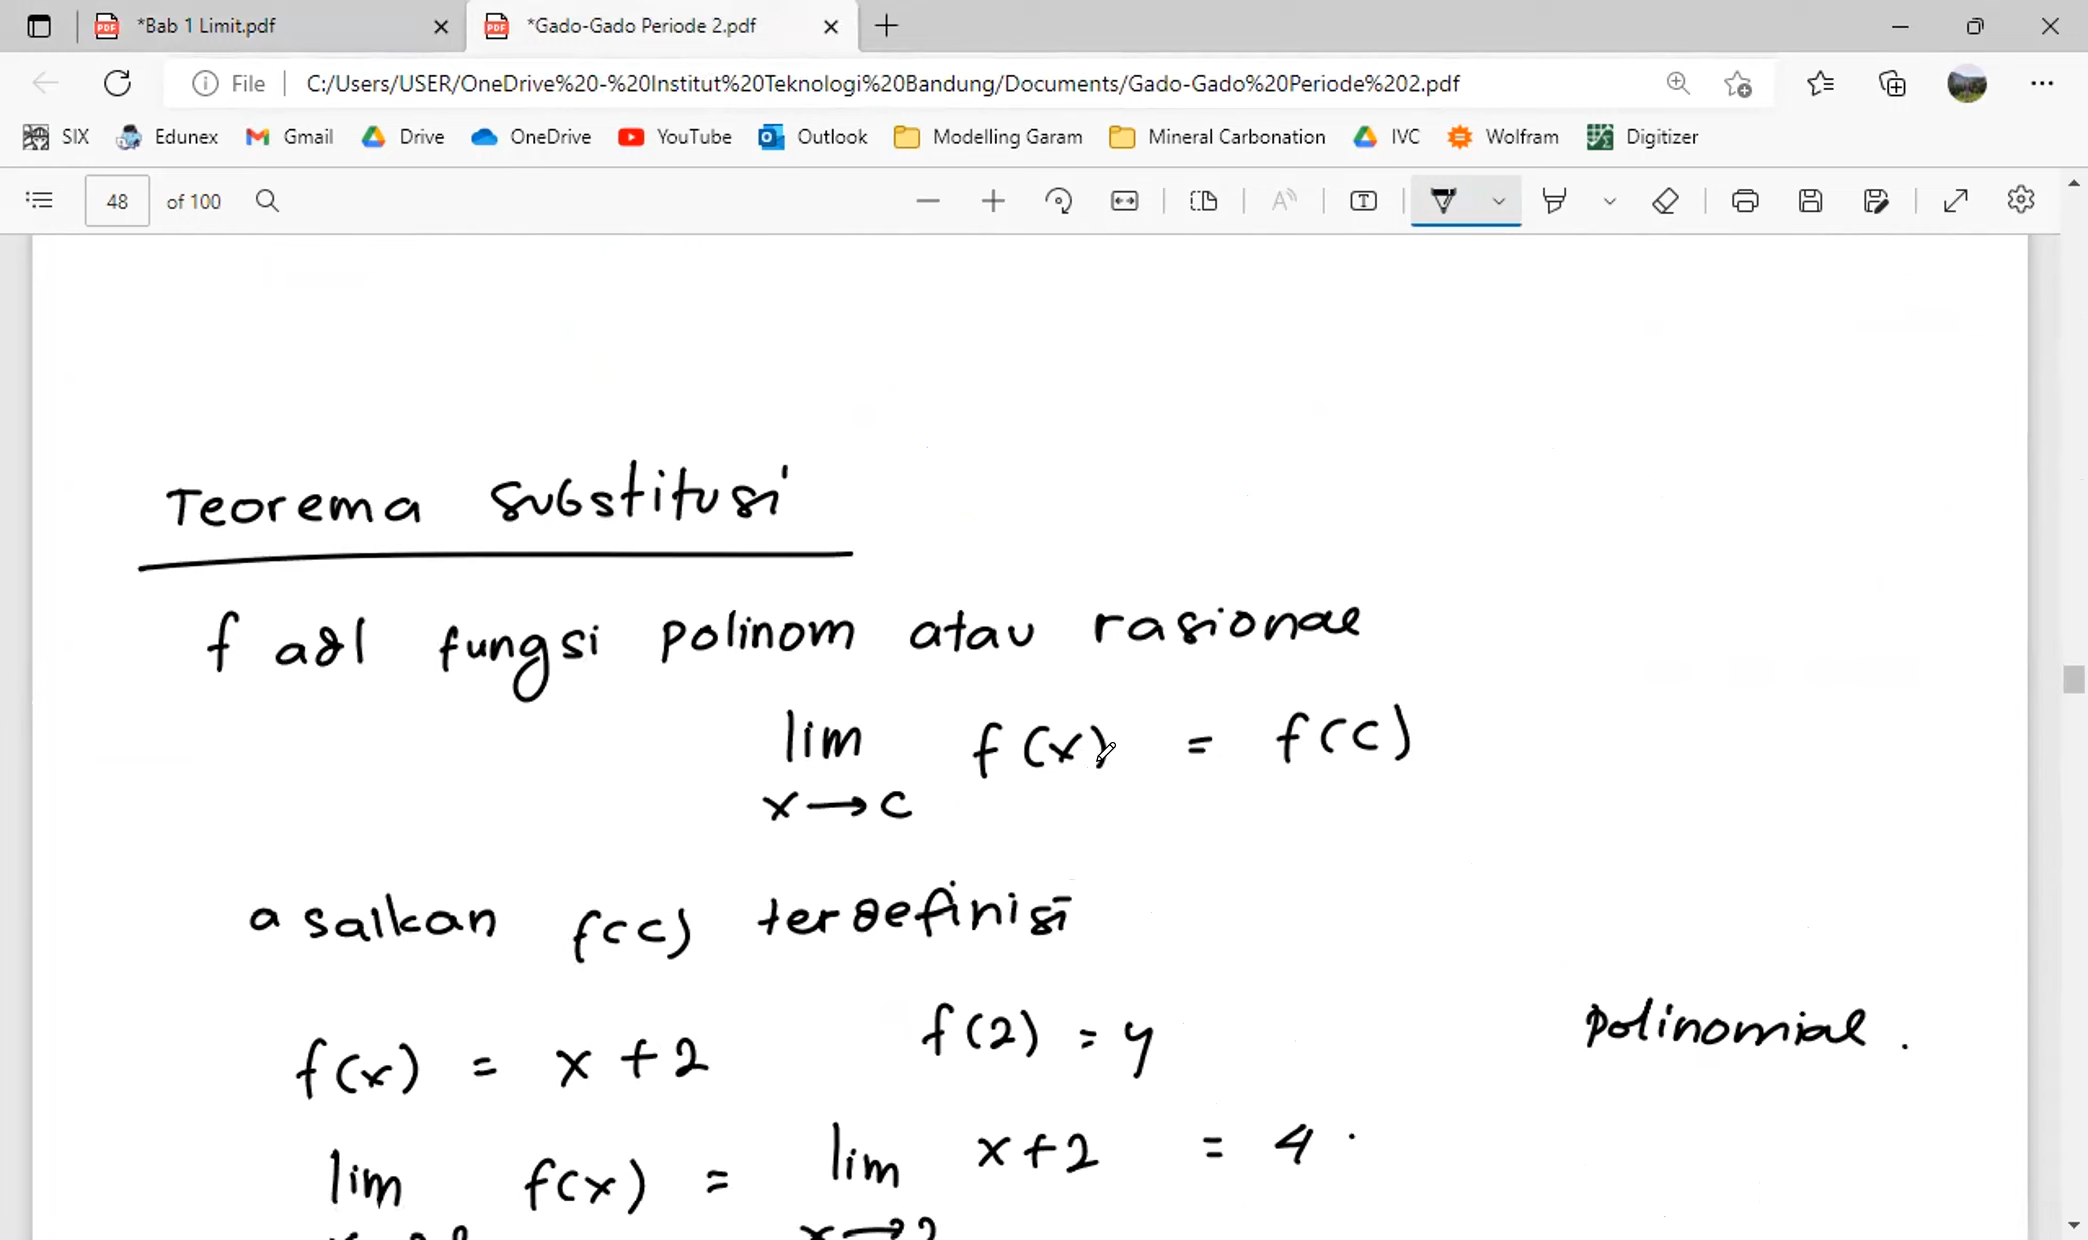 *Bab 1 Limit.pdf
*Gado-Gado Periode 2.pdf
File C:/Users/USER/OneDrive%20-%20Institut%20Teknologi%20Bandung/Documents/Gado-Gado%20Periode%202.pdf
SIX Edunex Gmail Drive OneDrive YouTube Outlook Modelling Garam Mineral Carbonation IVC Wolfram Digitizer
48 of 100
Teorema substitusi
f adl fungsi polinom atau rasional
lim f(x) = f(c)
x→c
asalkan f(c) terdefinisi
f(x) = x + 2 f(2) = 4 polinomial.
lim f(x) = lim x+2 = 4.
x→2